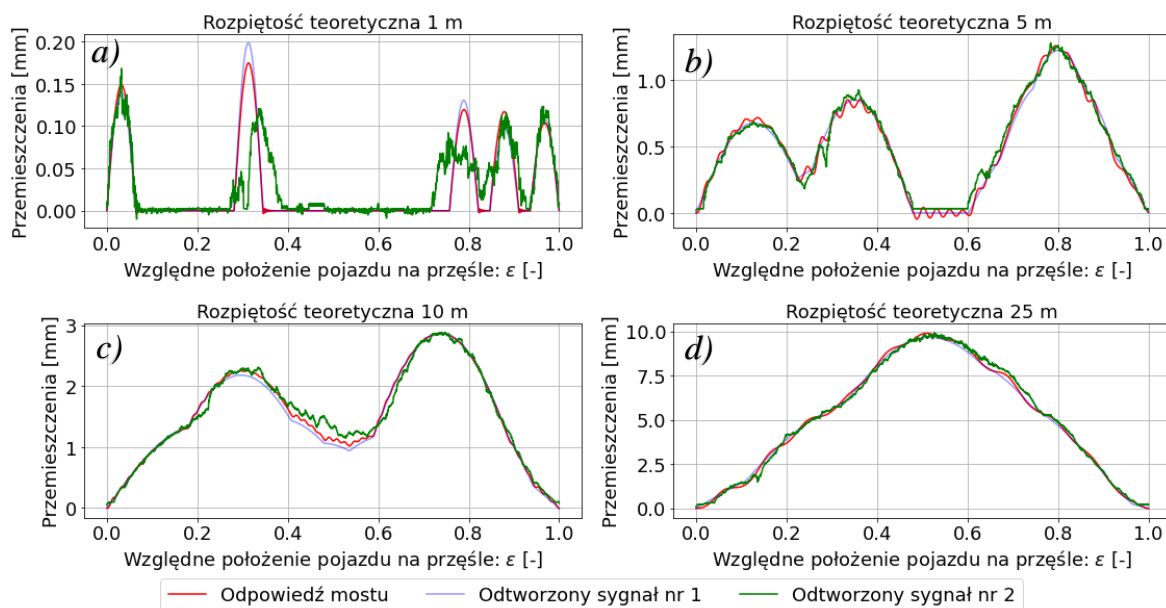 Rozpiętość teoretyczna 1 m
a)
Przemieszczenia [mm]
0.20
0.15
0.10
0.05
0.00
0.0 0.2 0.4 0.6 0.8 1.0
Względne położenie pojazdu na przęśle: ε [-]
Rozpiętość teoretyczna 5 m
b)
Przemieszczenia [mm]
1.0
0.5
0.0
0.0 0.2 0.4 0.6 0.8 1.0
Względne położenie pojazdu na przęśle: ε [-]
Rozpiętość teoretyczna 10 m
c)
Przemieszczenia [mm]
3
2
1
0
0.0 0.2 0.4 0.6 0.8 1.0
Względne położenie pojazdu na przęśle: ε [-]
Rozpiętość teoretyczna 25 m
d)
Przemieszczenia [mm]
10.0
7.5
5.0
2.5
0.0
0.0 0.2 0.4 0.6 0.8 1.0
Względne położenie pojazdu na przęśle: ε [-]
Odpowiedź mostu Odtworzony sygnał nr 1 Odtworzony sygnał nr 2